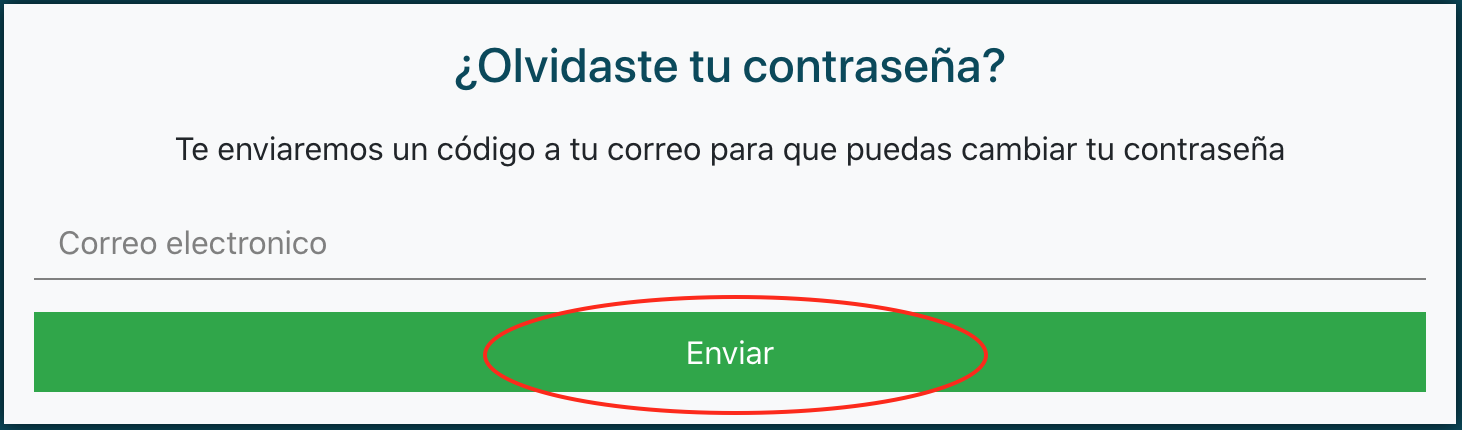 ¿Olvidaste tu contraseña?
Te enviaremos un código a tu correo para que puedas cambiar tu contraseña
Correo electronico
Enviar